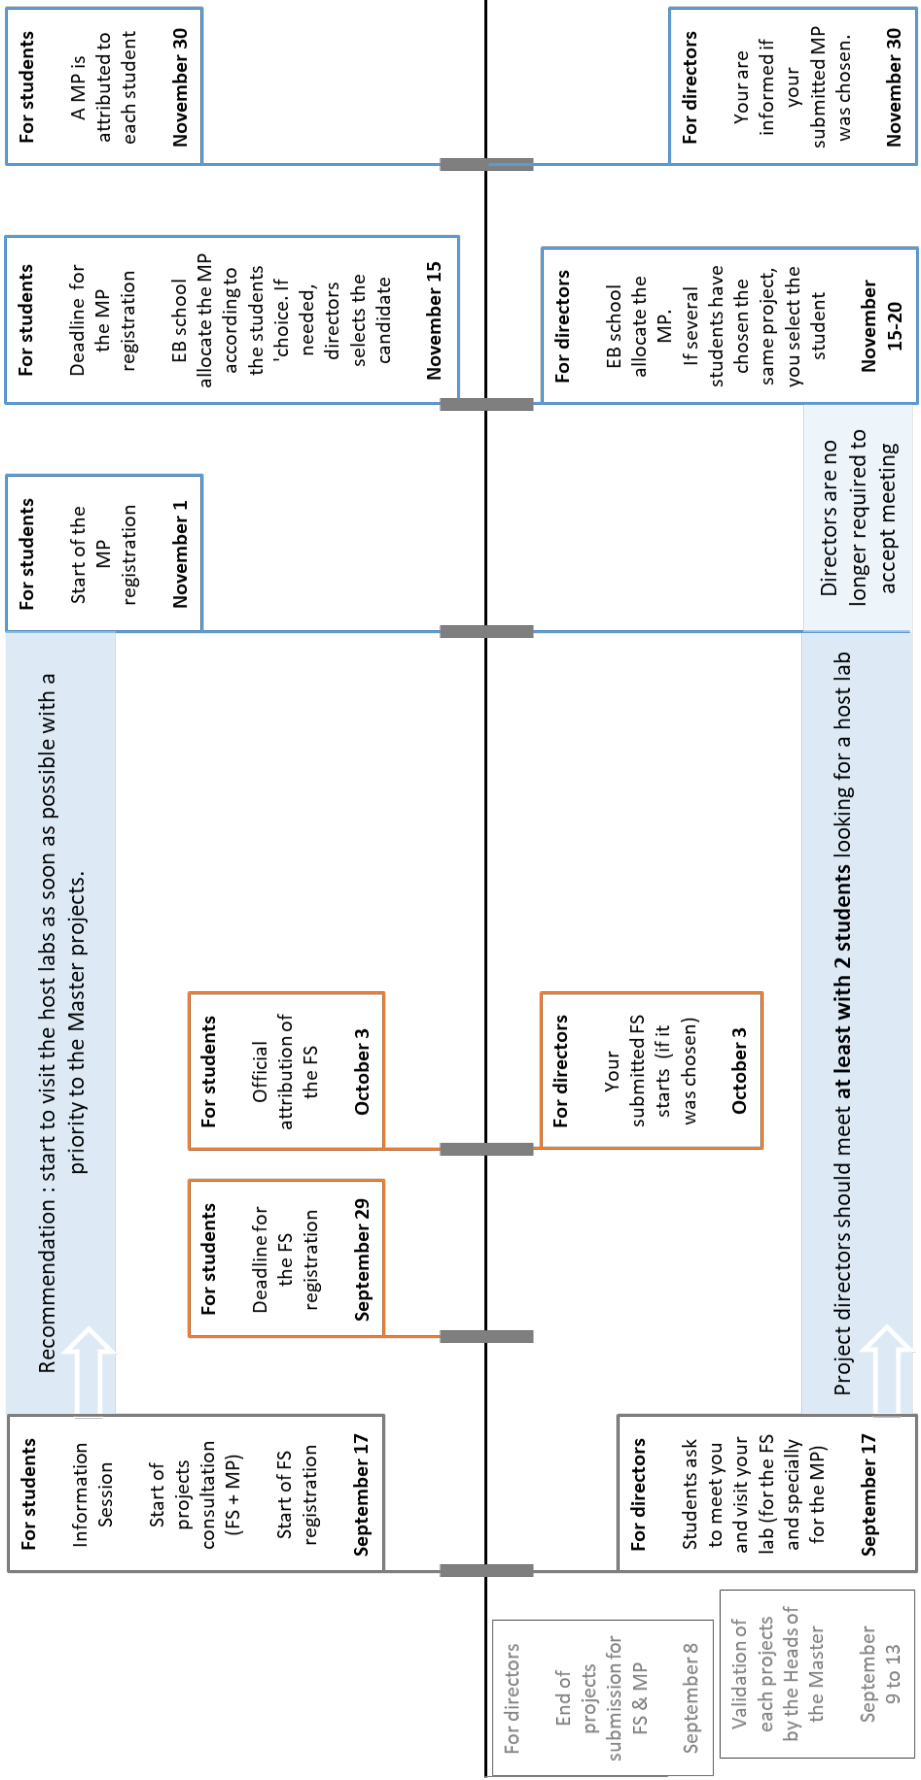 For students
Information
Session
Start of
projects
consultation
(FS + MP)
Start of FS
registration
September 17
Recommendation : start to visit the host labs as soon as possible with a
priority to the Master projects.
For students
Deadline for
the FS
registration
September 29
For students
Official
attribution of
the FS
October 3
For students
Start of the
MP
registration
November 1
For students
Deadline for
the MP
registration
EB school
allocate the MP
according to
the students
'choice. If
needed,
directors
selects the
candidate
November 15
For students
A MP is
attributed to
each student
November 30
For directors
End of
projects
submission for
FS & MP
September 8
Validation of
each projects
by the Heads of
the Master
September
9 to 13
For directors
Students ask
to meet you
and visit your
lab (for the FS
and specially
for the MP)
September 17
Project directors should meet at least with 2 students looking for a host lab
For directors
Your
submitted FS
starts (if it
was chosen)
October 3
Directors are no
longer required to
accept meeting
For directors
EB school
allocate the
MP.
If several
students have
chosen the
same project,
you select the
student
November
15-20
For directors
Your are
informed if
your
submitted MP
was chosen.
November 30